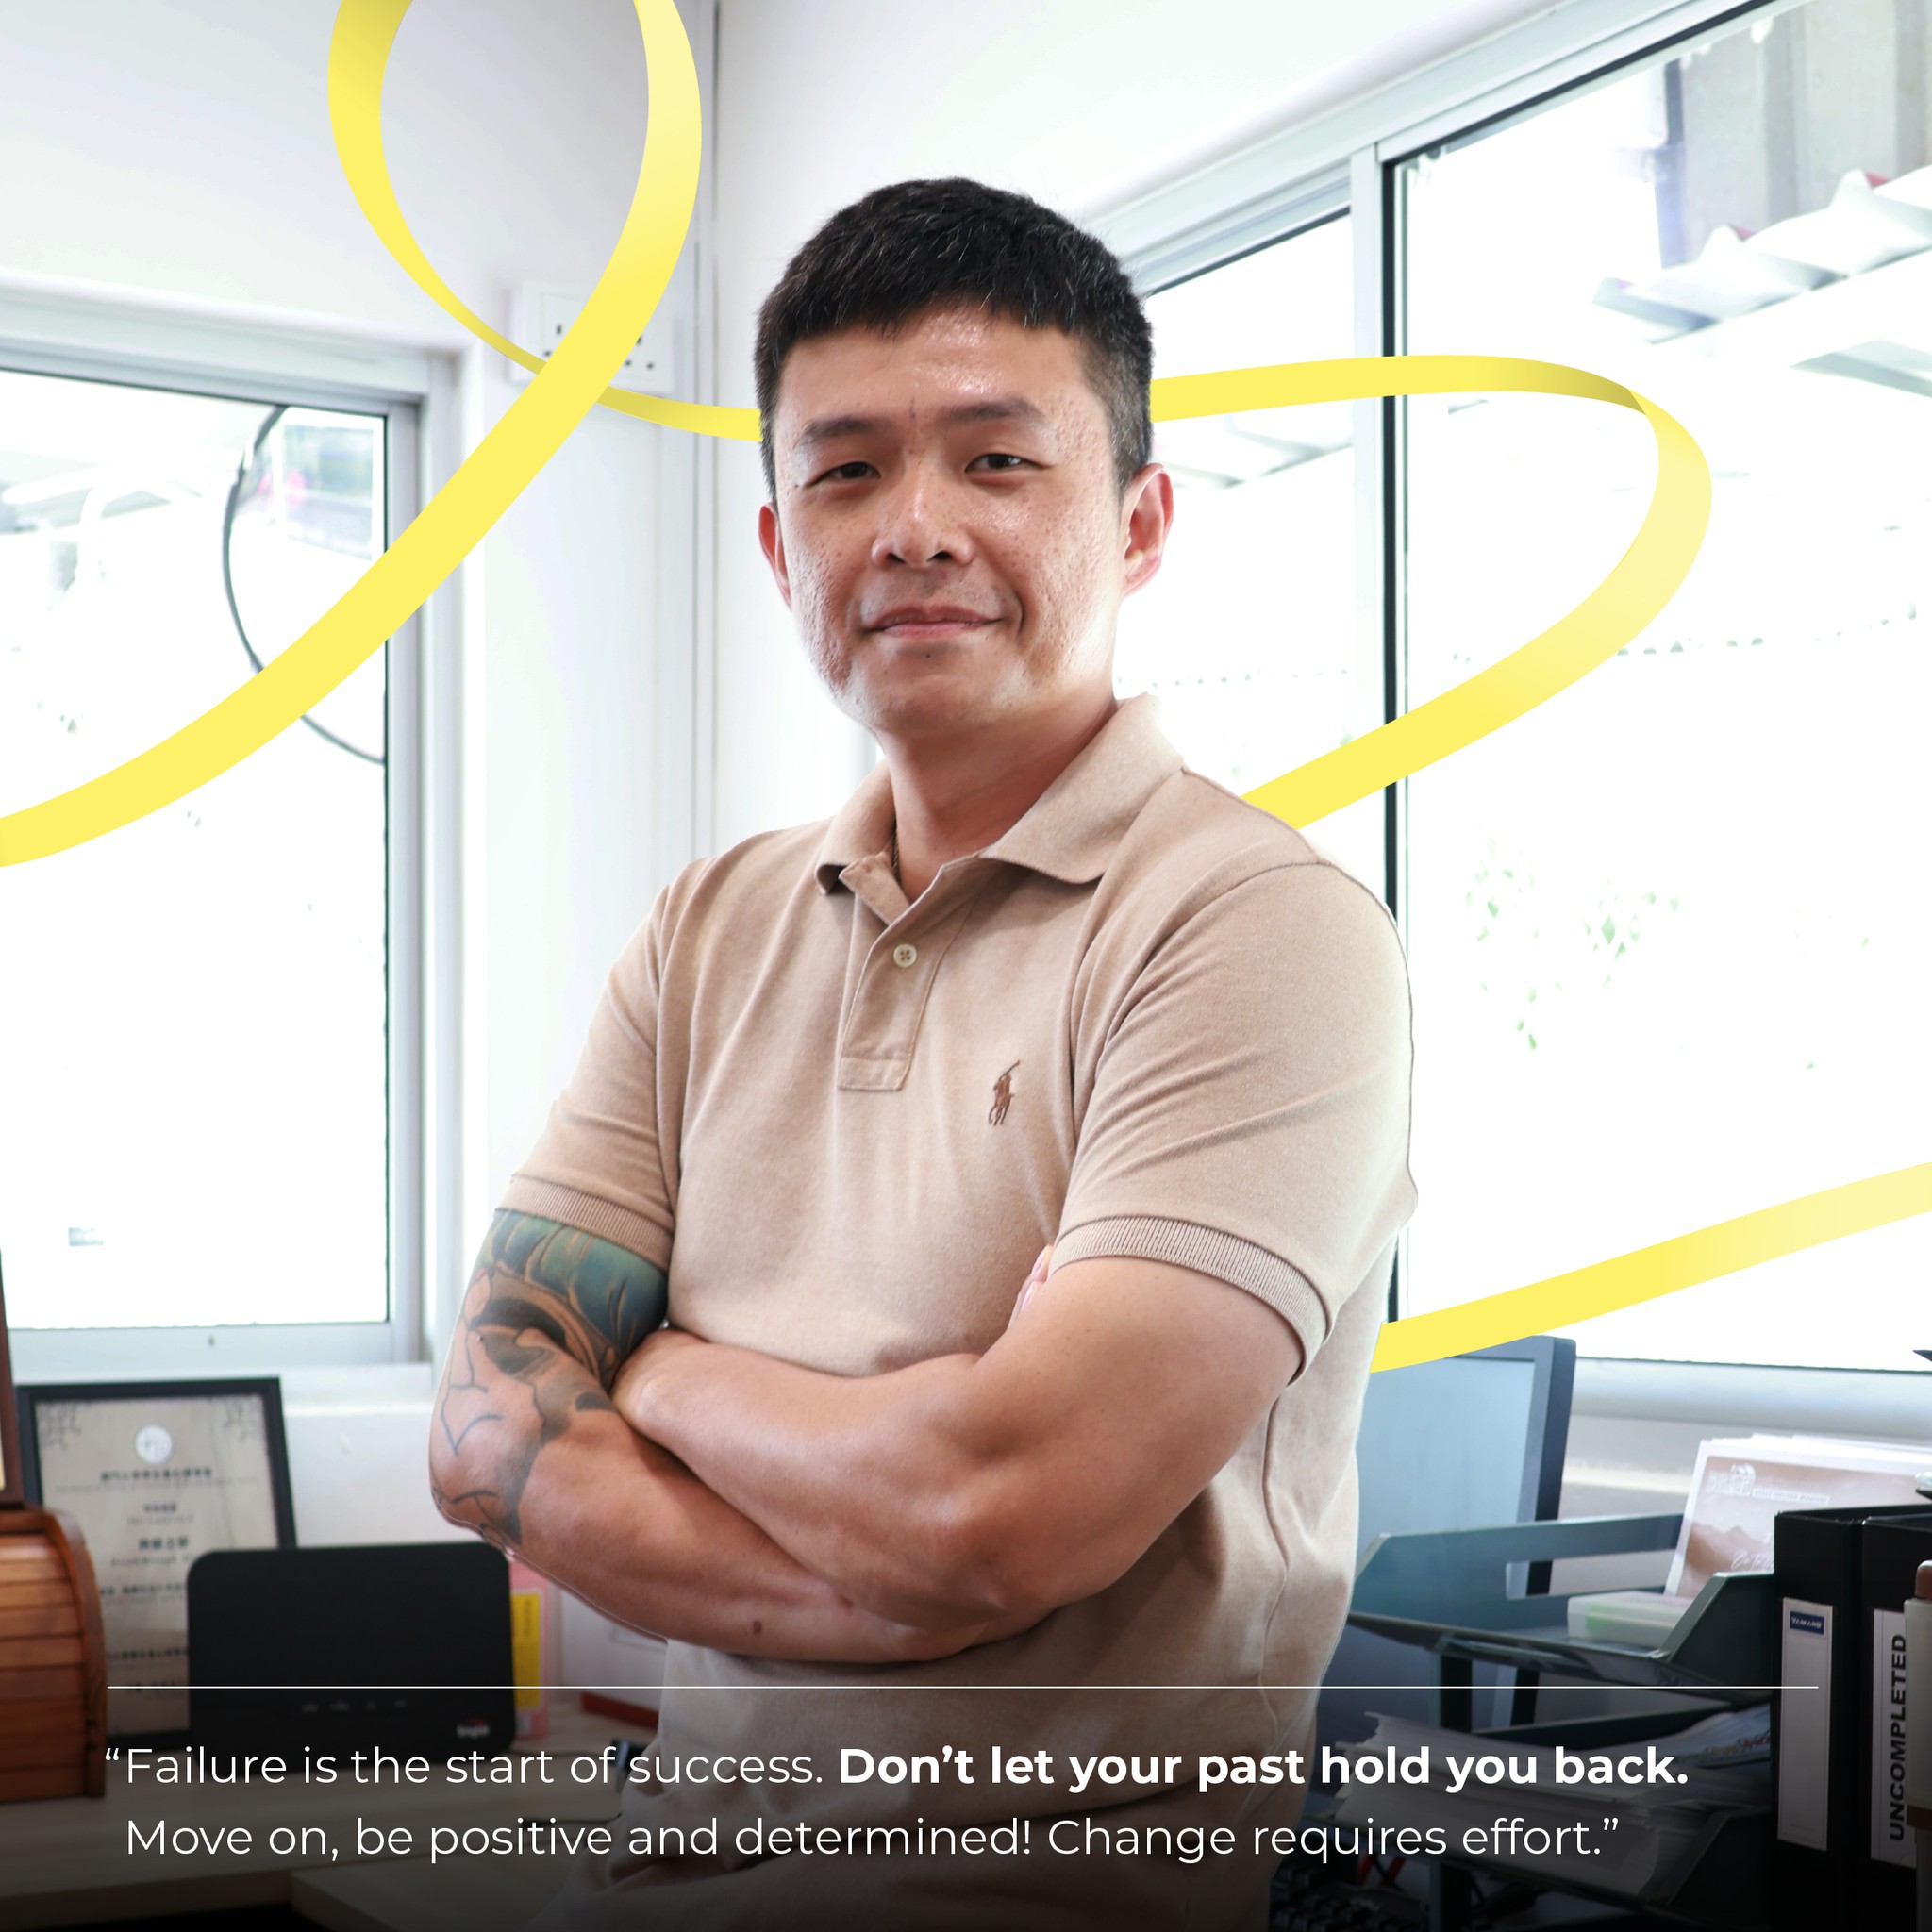 UNCOMPLETED
“Failure is the start of success. Don’t let your past hold you back.
Move on, be positive and determined! Change requires effort.”